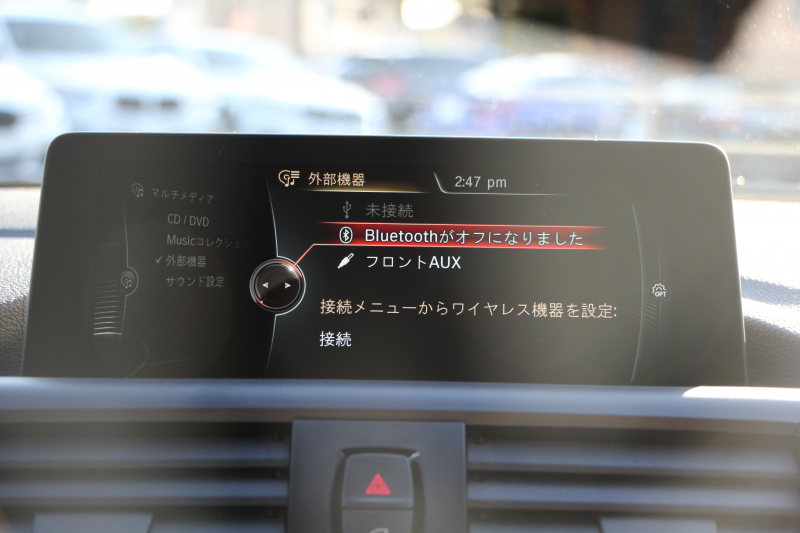 マルチメディア
CD / DVD
Musicコレクショ
外部機器
サウンド設定
外部機器
2:47 pm
未接続
Bluetoothがオフになりました
フロントAUX
接続メニューからワイヤレス機器を設定:
接続
OPT